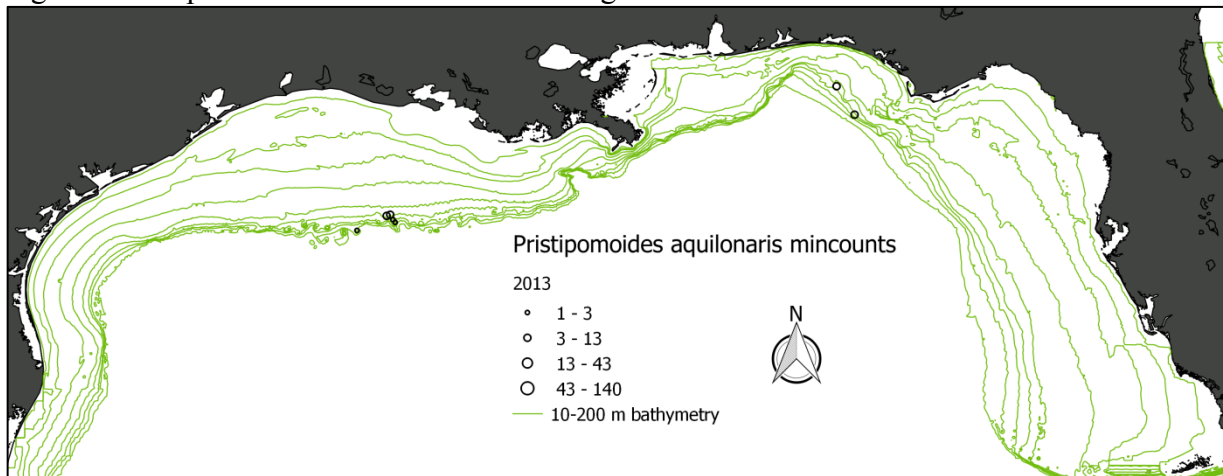 Pristipomoides aquilonaris mincounts
2013
1 - 3
3 - 13
13 - 43
43 - 140
10-200 m bathymetry
N